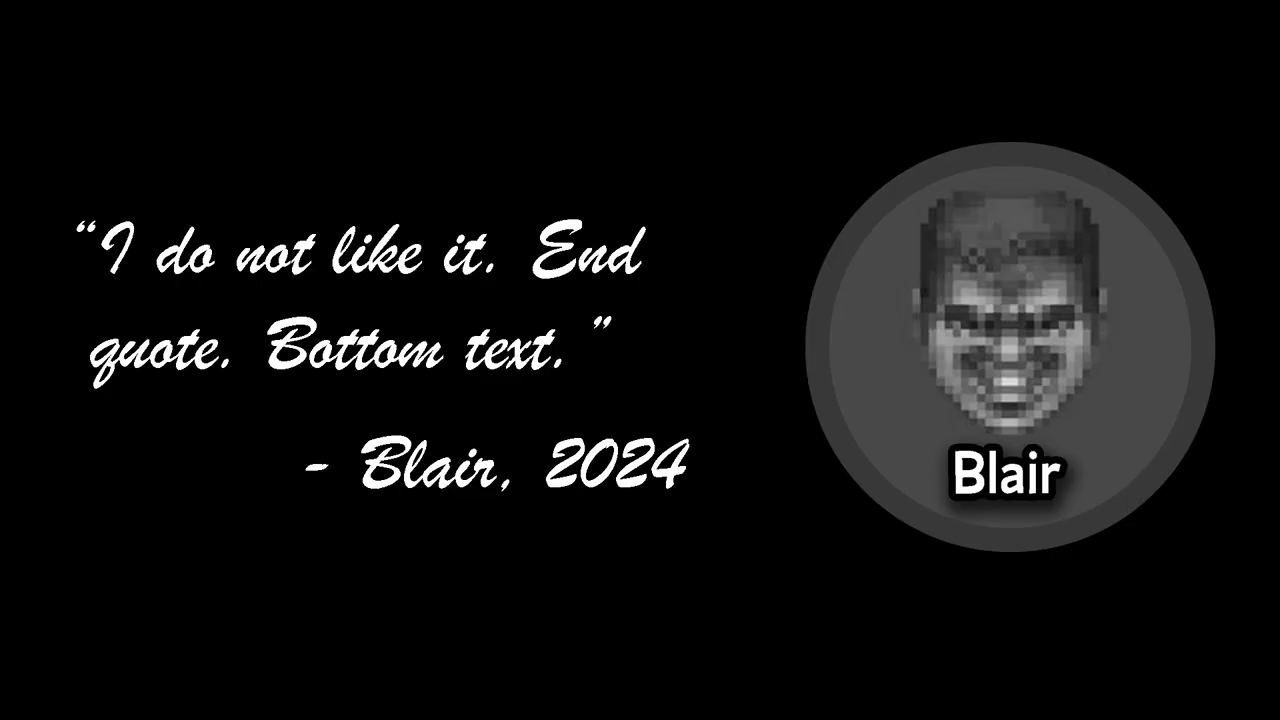 “I do not like it. End
quote. Bottom text.”
- Blair, 2024
Blair